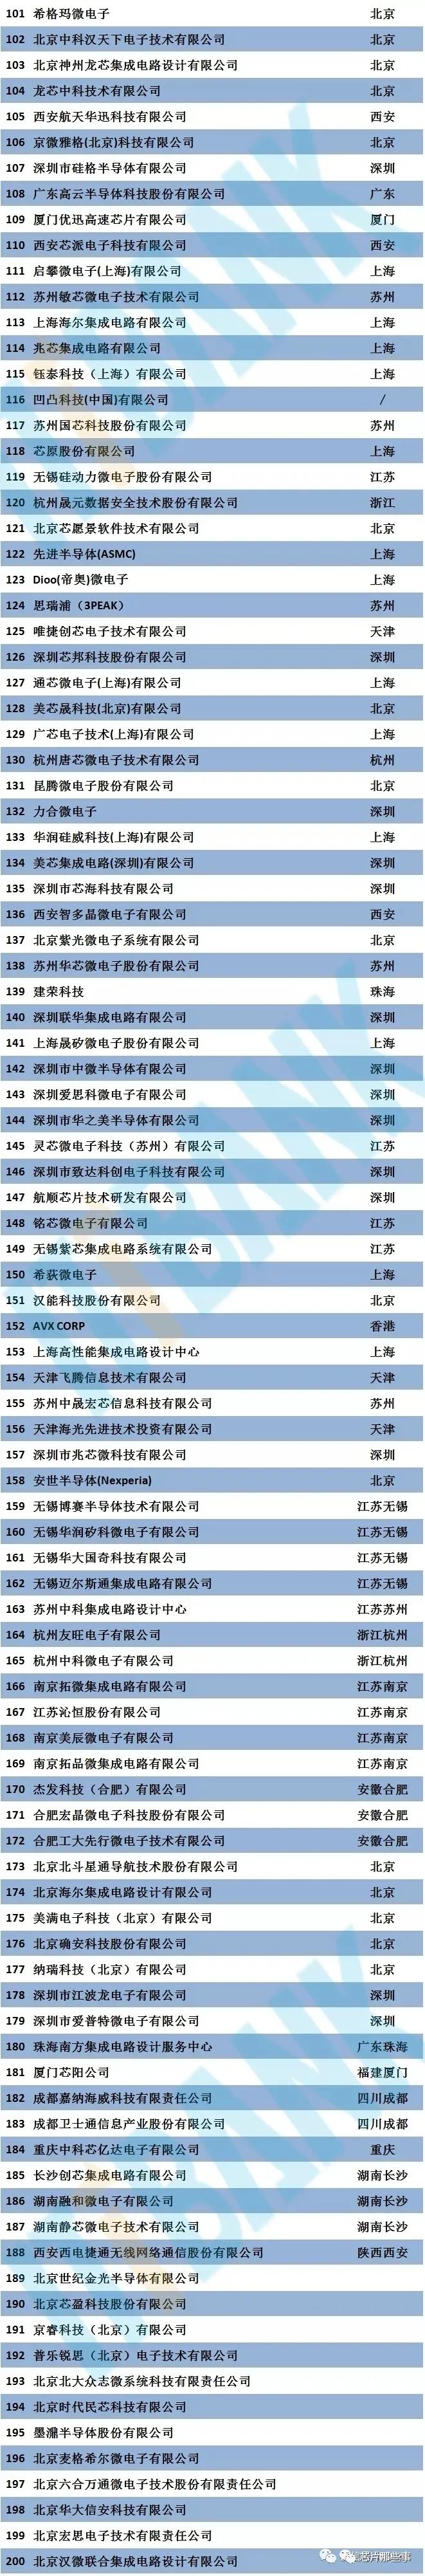 101 希格玛微电子 北京
102 北京中科汉天下电子技术有限公司 北京
103 北京神州龙芯集成电路设计有限公司 北京
104 龙芯中科技术有限公司 北京
105 西安航天华迅科技有限公司 西安
106 京微雅格(北京)科技有限公司 北京
107 深圳市硅格半导体有限公司 深圳
108 广东高云半导体科技股份有限公司 广东
109 厦门优迅高速芯片有限公司 厦门
110 西安芯派电子科技有限公司 西安
111 启攀微电子(上海)有限公司 上海
112 苏州敏芯微电子技术有限公司 苏州
113 上海海尔集成电路有限公司 上海
114 兆芯集成电路有限公司 上海
115 钰泰科技（上海）有限公司 上海
116 凹凸科技(中国)有限公司 /
117 苏州国芯科技股份有限公司 苏州
118 芯原股份有限公司 上海
119 无锡硅动力微电子股份有限公司 江苏
120 杭州晟元数据安全技术股份有限公司 浙江
121 北京芯愿景软件技术有限公司 北京
122 先进半导体(ASMC) 上海
123 Dioo(帝奥)微电子 上海
124 思瑞浦（3PEAK） 苏州
125 唯捷创芯电子技术有限公司 天津
126 深圳芯邦科技股份有限公司 深圳
127 通芯微电子(上海)有限公司 上海
128 美芯晟科技(北京)有限公司 北京
129 广芯电子技术(上海)有限公司 上海
130 杭州唐芯微电子技术有限公司 杭州
131 昆腾微电子股份有限公司 北京
132 力合微电子 深圳
133 华润硅威科技(上海)有限公司 上海
134 美芯集成电路(深圳)有限公司 深圳
135 深圳市芯海科技有限公司 深圳
136 西安智多晶微电子有限公司 西安
137 北京紫光微电子系统有限公司 北京
138 苏州华芯微电子股份有限公司 苏州
139 建荣科技 珠海
140 深圳联华集成电路有限公司 深圳
141 上海晟矽微电子股份有限公司 上海
142 深圳市中微半导体有限公司 深圳
143 深圳爱思科微电子有限公司 深圳
144 深圳市华之美半导体有限公司 深圳
145 灵芯微电子科技（苏州）有限公司 江苏
146 深圳市致达科创电子科技有限公司 深圳
147 航顺芯片技术研发有限公司 深圳
148 铭芯微电子有限公司 江苏
149 无锡紫芯集成电路系统有限公司 江苏
150 希荻微电子 上海
151 汉能科技股份有限公司 北京
152 AVX CORP 香港
153 上海高性能集成电路设计中心 上海
154 天津飞腾信息技术有限公司 天津
155 苏州中晟宏芯信息科技有限公司 苏州
156 天津海光先进技术投资有限公司 天津
157 深圳市兆芯微科技有限公司 深圳
158 安世半导体(Nexperia) 北京
159 无锡博赛半导体技术有限公司 江苏无锡
160 无锡华润矽科微电子有限公司 江苏无锡
161 无锡华大国奇科技有限公司 江苏无锡
162 无锡迈尔斯通集成电路有限公司 江苏无锡
163 苏州中科集成电路设计中心 江苏苏州
164 杭州友旺电子有限公司 浙江杭州
165 杭州中科微电子有限公司 浙江杭州
166 南京拓微集成电路有限公司 江苏南京
167 江苏沁恒股份有限公司 江苏南京
168 南京美辰微电子有限公司 江苏南京
169 南京拓品微集成电路有限公司 江苏南京
170 杰发科技（合肥）有限公司 安徽合肥
171 合肥宏晶微电子科技股份有限公司 安徽合肥
172 合肥工大先行微电子技术有限公司 安徽合肥
173 北京北斗星通导航技术股份有限公司 北京
174 北京海尔集成电路设计有限公司 北京
175 美满电子科技（北京）有限公司 北京
176 北京确安科技股份有限公司 北京
177 纳瑞科技（北京）有限公司 北京
178 深圳市江波龙电子有限公司 深圳
179 深圳市爱普特微电子有限公司 深圳
180 珠海南方集成电路设计服务中心 广东珠海
181 厦门芯阳公司 福建厦门
182 成都嘉纳海威科技有限责任公司 四川成都
183 成都卫士通信息产业股份有限公司 四川成都
184 重庆中科芯亿达电子有限公司 重庆
185 长沙创芯集成电路有限公司 湖南长沙
186 湖南融和微电子有限公司 湖南长沙
187 湖南静芯微电子技术有限公司 湖南长沙
188 西安西电捷通无线网络通信股份有限公司 陕西西安
189 北京世纪金光半导体有限公司
190 北京芯盈科技股份有限公司
191 京睿科技（北京）有限公司
192 普乐锐思（北京）电子技术有限公司
193 北京北大众志微系统科技有限责任公司
194 北京时代民芯科技有限公司
195 墨瀜半导体股份有限公司
196 北京麦格希尔微电子有限公司
197 北京六合万通微电子技术股份有限责任公司
198 北京华大信安科技有限公司
199 北京宏思电子技术有限责任公司
200 北京汉微联合集成电路设计有限公司
芯片那些事